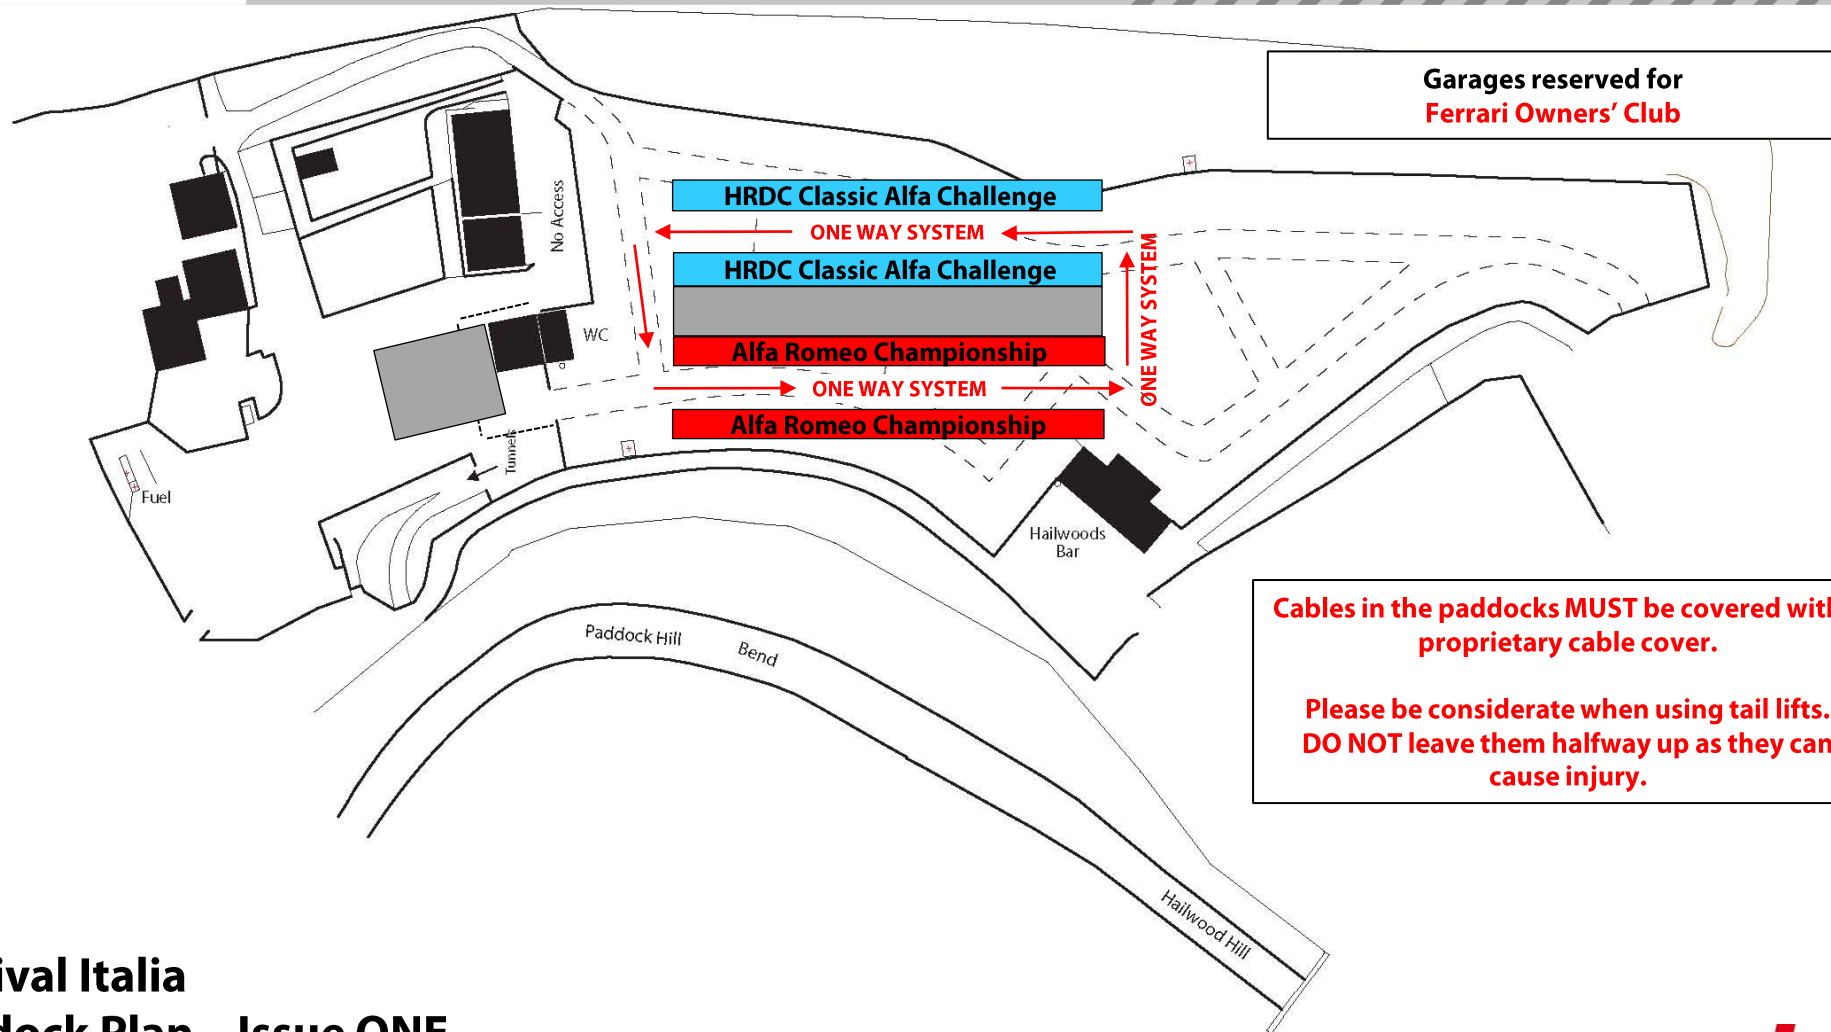 Garages reserved for
Ferrari Owners’ Club
HRDC Classic Alfa Challenge
ONE WAY SYSTEM
HRDC Classic Alfa Challenge
ONE WAY SYSTEM
No Access
WC
Alfa Romeo Championship
ONE WAY SYSTEM
Alfa Romeo Championship
Tunnels
Fuel
Hailwoods
Bar
Cables in the paddocks MUST be covered with
proprietary cable cover.
Please be considerate when using tail lifts.
DO NOT leave them halfway up as they can
cause injury.
Paddock Hill Bend
Hailwood Hill
ival Italia
dock Plan – Issue ONE